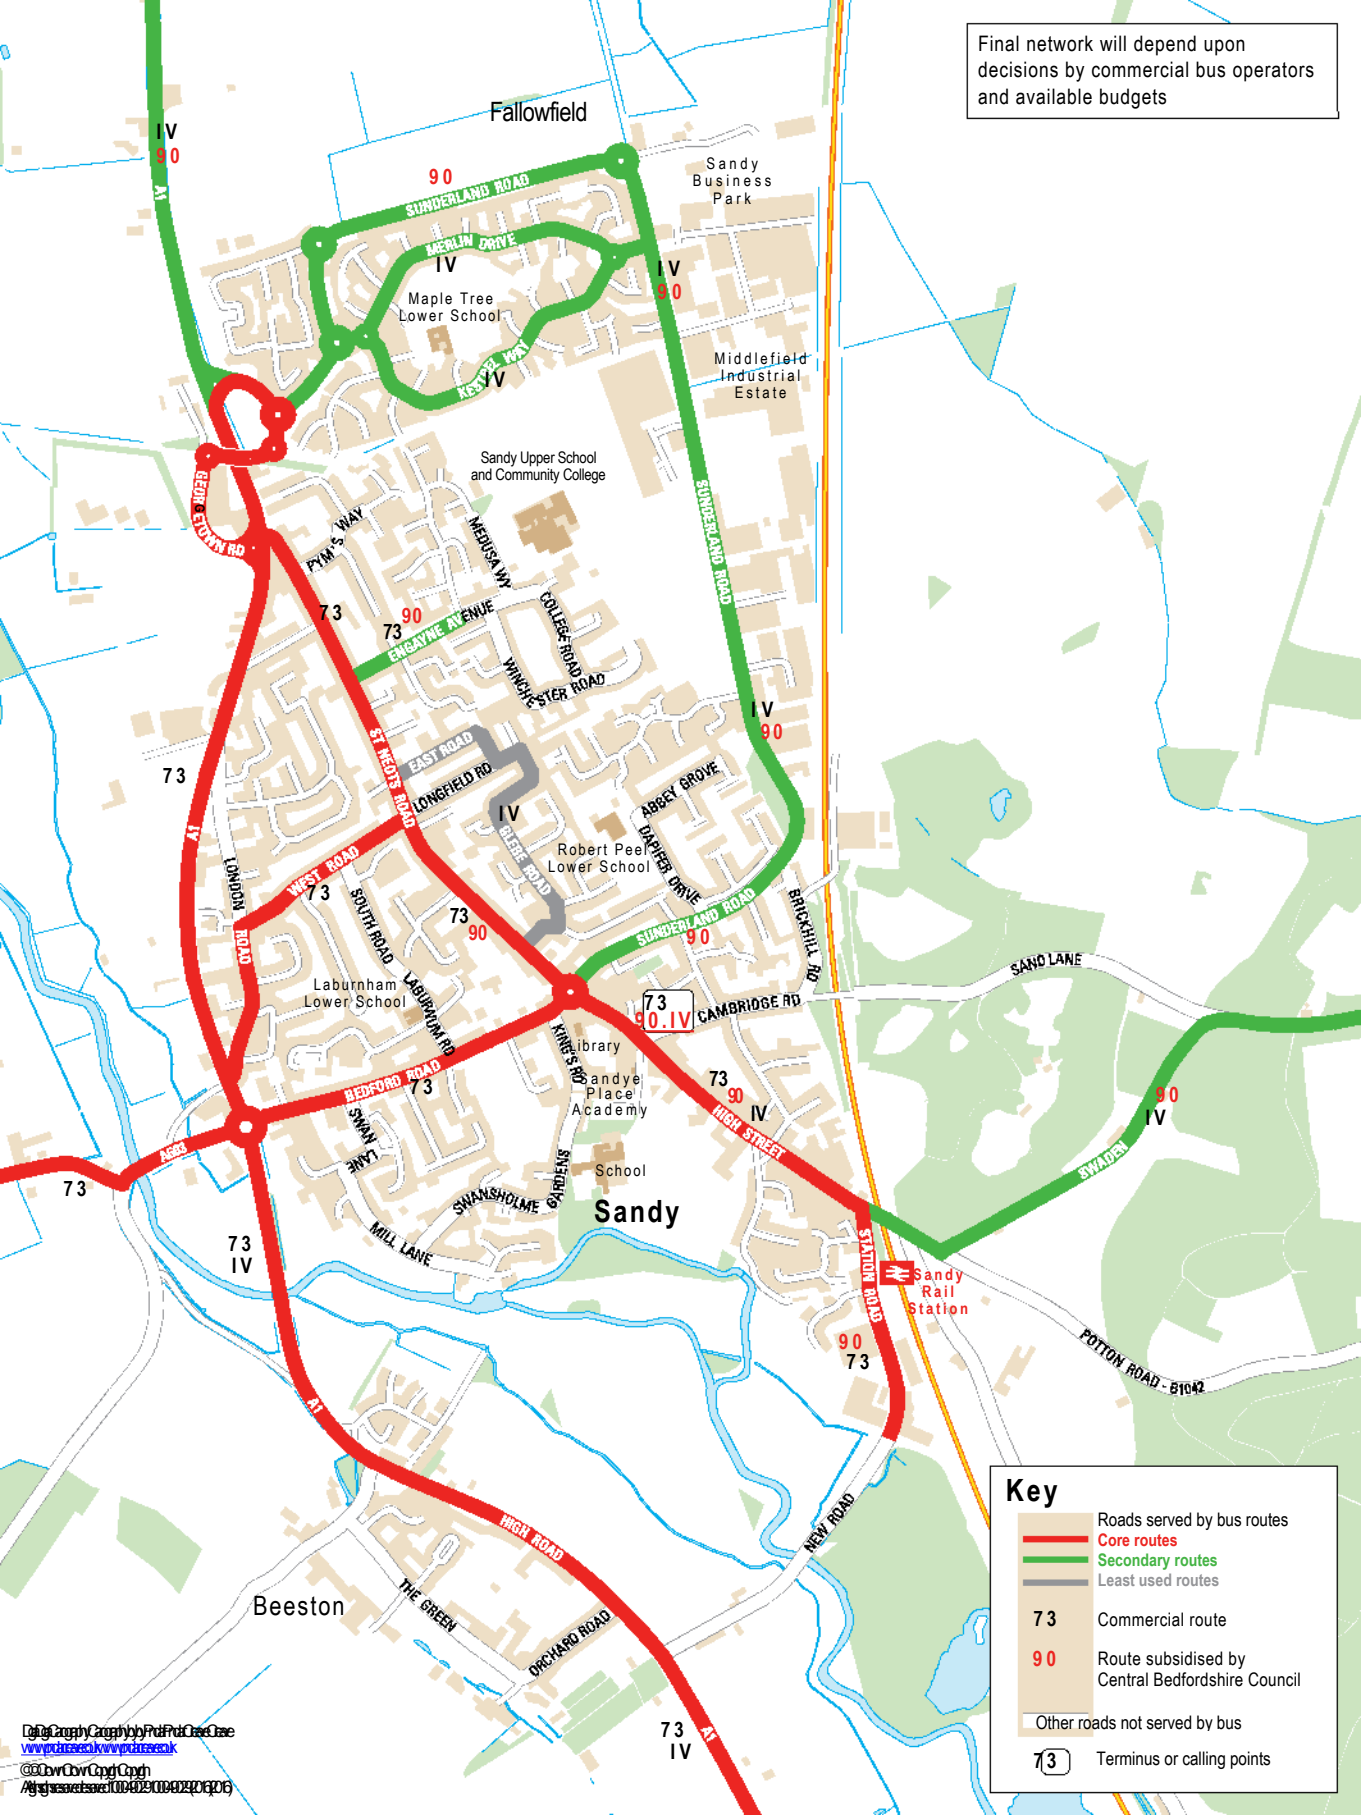 Final network will depend upon
decisions by commercial bus operators
and available budgets
Fallowfield
IV
90
A1
90
SUNDERLAND ROAD
Sandy
Business
Park
MERLIN DRIVE
IV
IV
90
Maple Tree
Lower School
KESTREL WAY
IV
Middlefield
Industrial
Estate
Sandy Upper School
and Community College
GEORGETOWN RD
PYM'S WAY
MEDUSA WY
SUNDERLAND ROAD
73
90
73
ENGAYNE AVENUE
COLLEGE ROAD
WINCHESTER ROAD
IV
90
ST NEOTS ROAD
EAST ROAD
LONGFIELD RD
73
ABBEY GROVE
IV
GLEBE ROAD
DAPIFER DRIVE
Robert Peel
Lower School
LONDON
ROAD
WEST ROAD
73
SOUTH ROAD
73
90
SUNDERLAND ROAD
90
BRICKHILL RD
SAND LANE
Laburnham
Lower School
LABURNUM RD
73
90.IV
CAMBRIDGE RD
KING'S RD
Library
Sandye
Place
Academy
BEDFORD ROAD
73
73
90
IV
HIGH STREET
90
IV
SWADEN
SWAN LANE
A603
73
School
SWANSHOLME GARDENS
Sandy
MILL LANE
73
IV
STATION ROAD
Sandy
Rail
Station
90
73
POTTON ROAD - B1042
A1
HIGH ROAD
NEW ROAD
Beeston
THE GREEN
ORCHARD ROAD
73
IV
A1
Key
Roads served by bus routes
Core routes
Secondary routes
Least used routes
73
Commercial route
90
Route subsidised by
Central Bedfordshire Council
Other roads not served by bus
73
Terminus or calling points